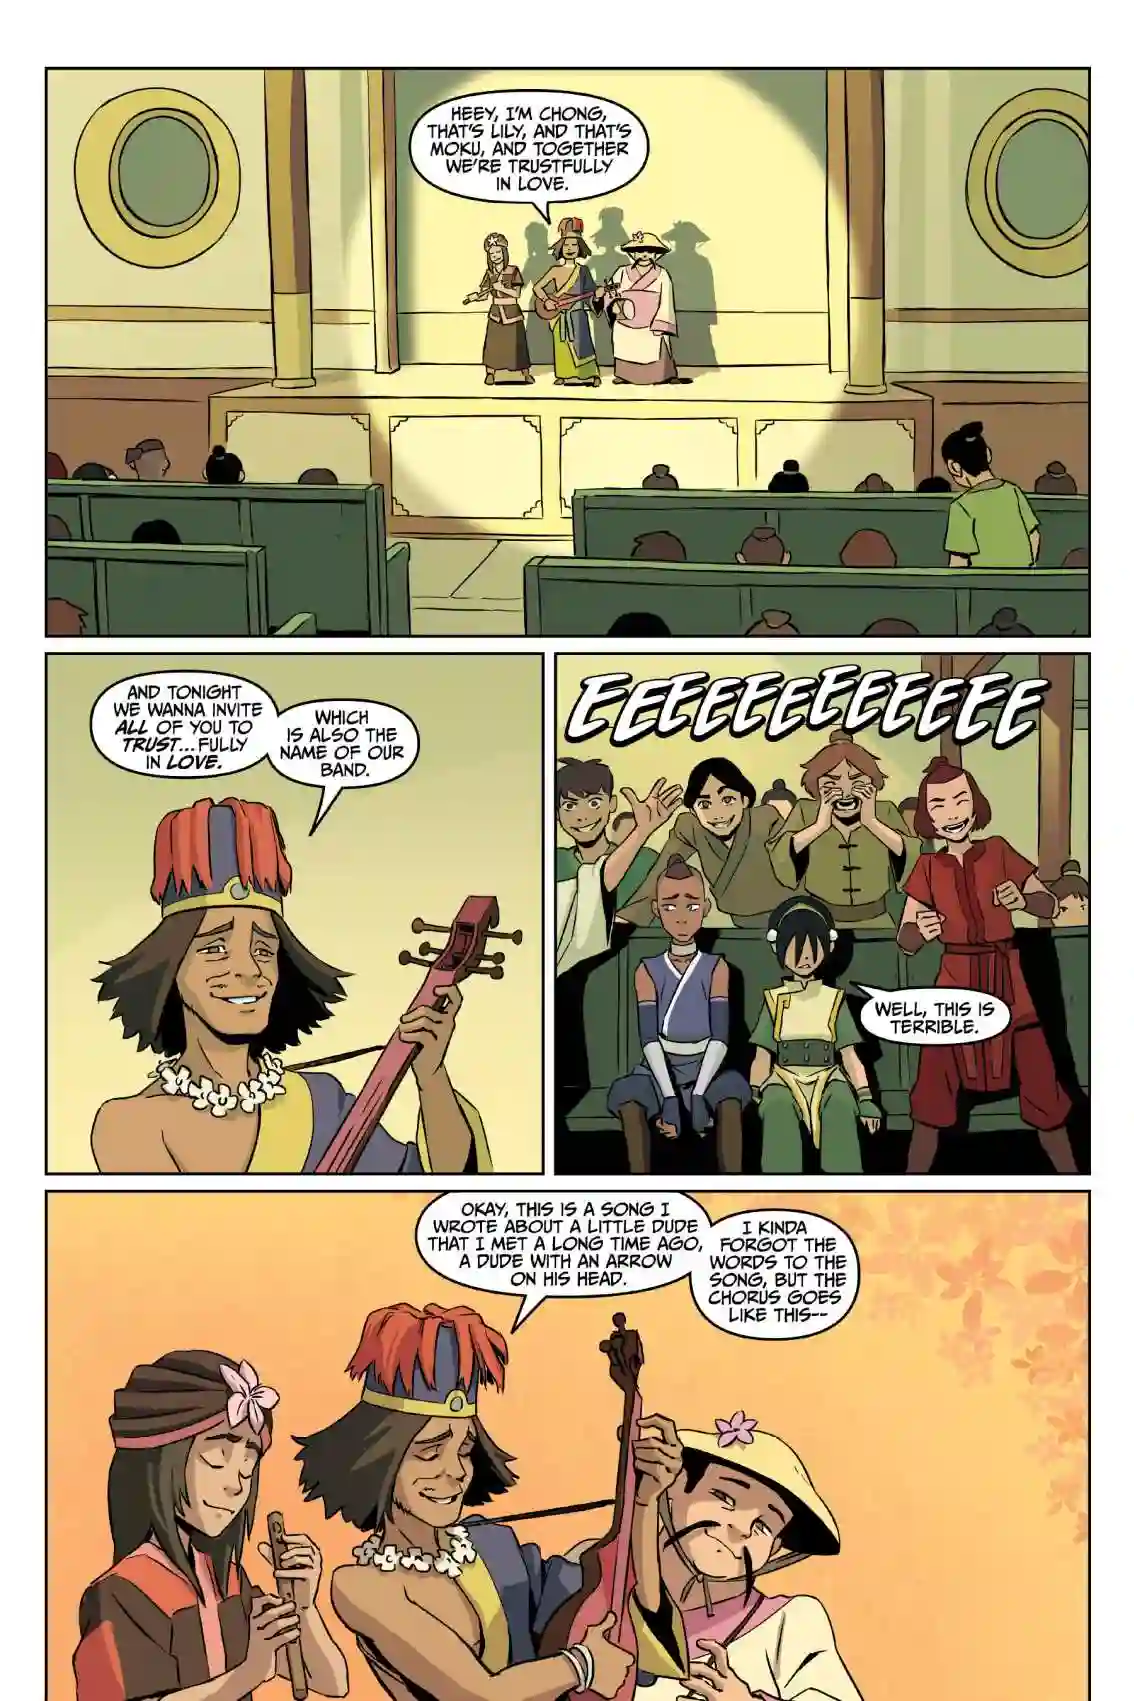 HEEY, I'M CHONG,
THAT'S LILY, AND THAT'S
MOKU, AND TOGETHER
WE'RE TRUSTFULLY
IN LOVE.
AND TONIGHT
WE WANNA INVITE
ALL OF YOU TO
TRUST...FULLY
IN LOVE.
WHICH
IS ALSO THE
NAME OF OUR
BAND.
EEEEEEEEEEEEE
WELL, THIS IS
TERRIBLE.
OKAY, THIS IS A SONG I
WROTE ABOUT A LITTLE DUDE
THAT I MET A LONG TIME AGO,
A DUDE WITH AN ARROW
ON HIS HEAD.
I KINDA
FORGOT THE
WORDS TO THE
SONG, BUT THE
CHORUS GOES
LIKE THIS--